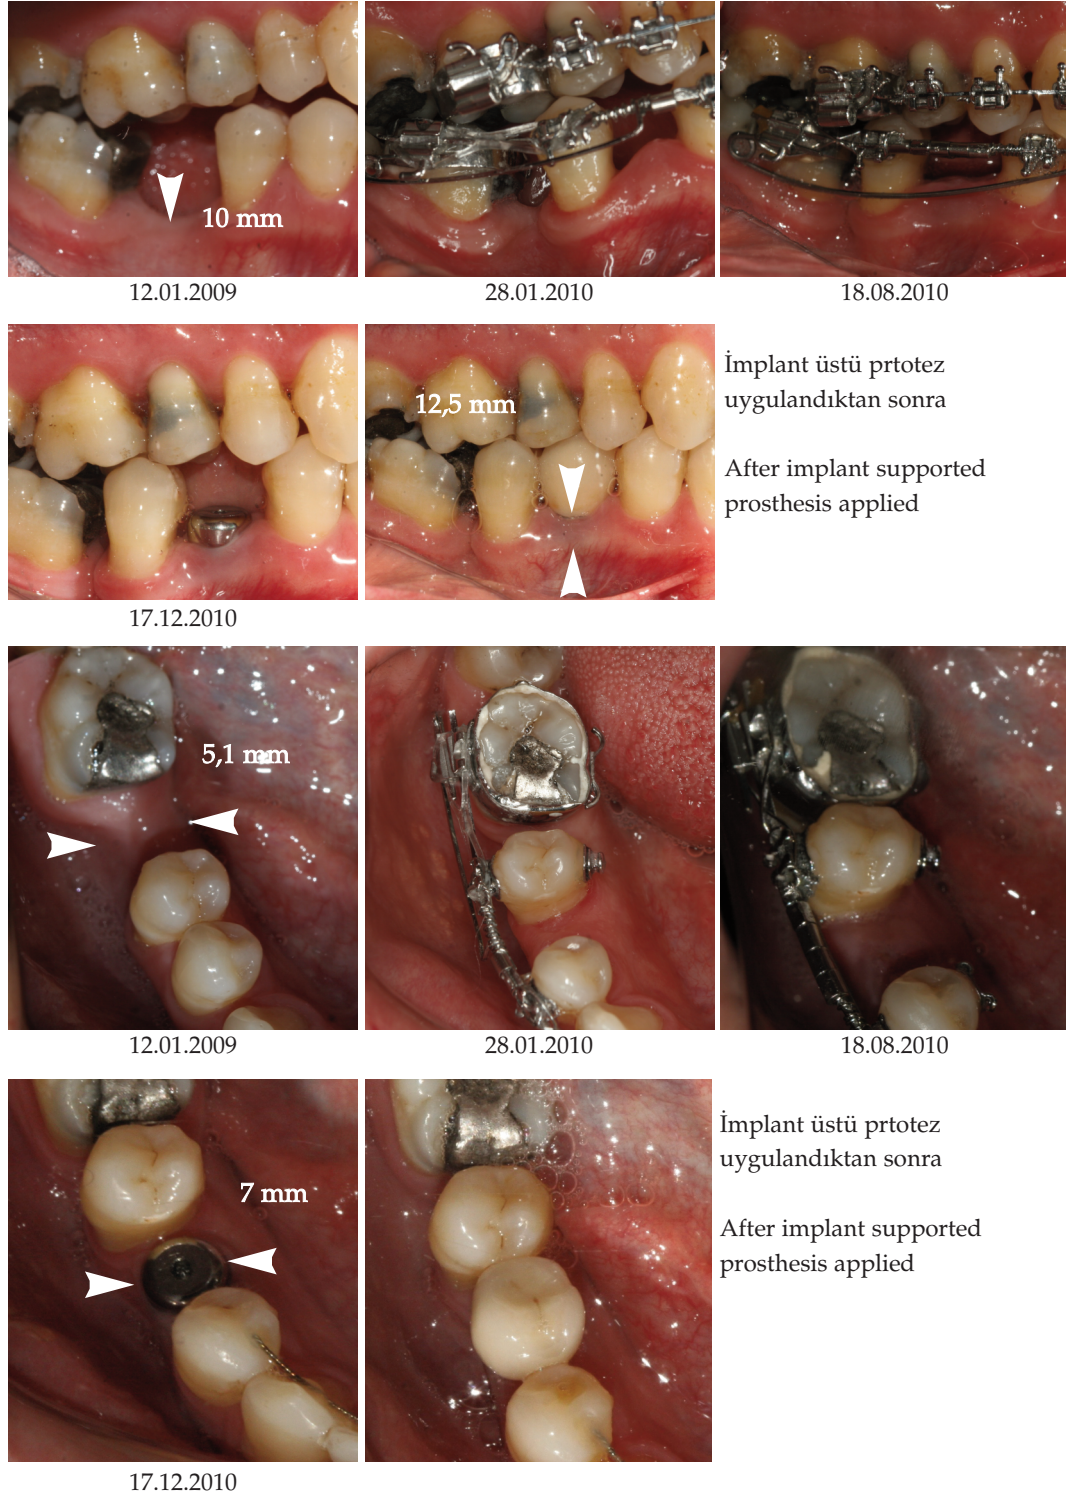 10 mm
12.01.2009
28.01.2010
18.08.2010
12,5 mm
İmplant üstü prtotez
uygulandıktan sonra
After implant supported
prosthesis applied
17.12.2010
5,1 mm
12.01.2009
28.01.2010
18.08.2010
7 mm
İmplant üstü prtotez
uygulandıktan sonra
After implant supported
prosthesis applied
17.12.2010